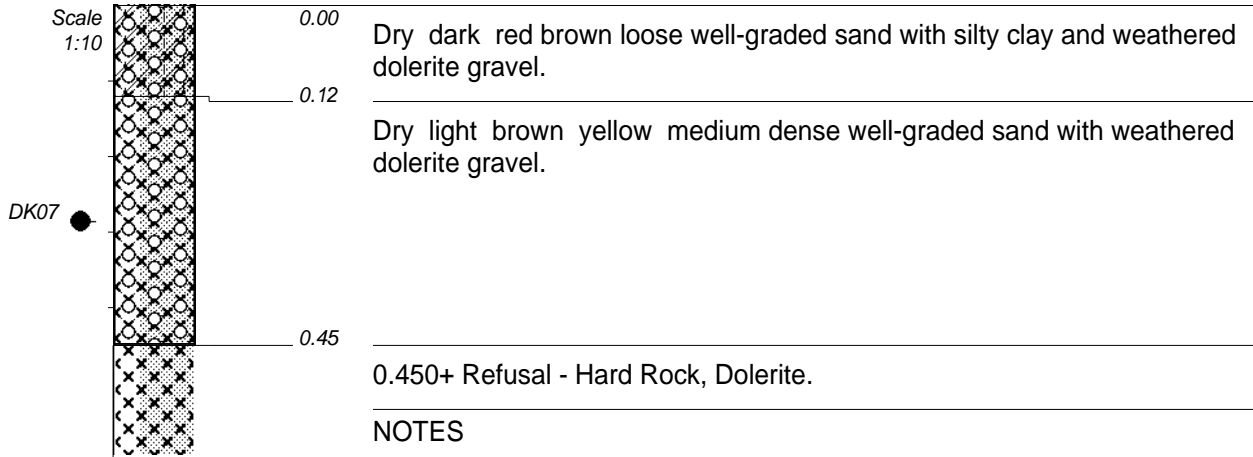 Scale
1:10
0.00
Dry dark red brown loose well-graded sand with silty clay and weathered
dolerite gravel.
0.12
Dry light brown yellow medium dense well-graded sand with weathered
dolerite gravel.
DK07
0.45
0.450+ Refusal - Hard Rock, Dolerite.
NOTES